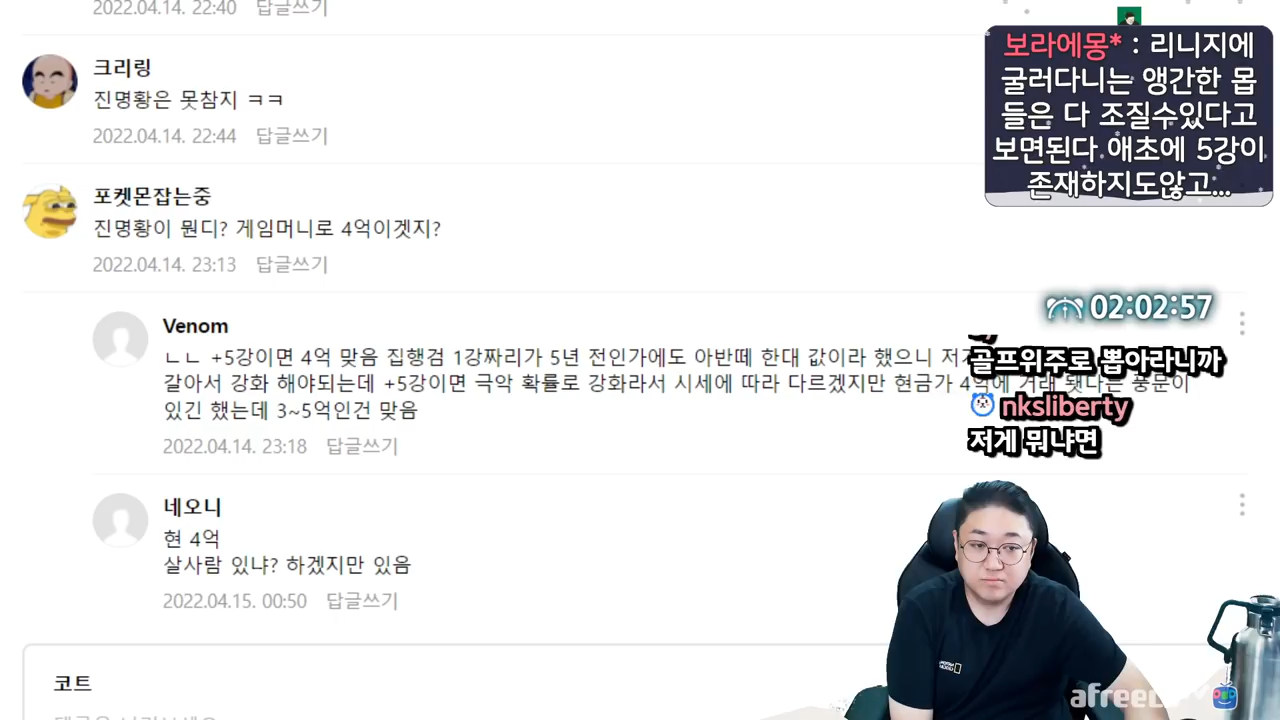 2022.04.14. 22:40 답글쓰기
크리링
진명황은 못참지 ㅋㅋ
2022.04.14. 22:44 답글쓰기
포켓몬잡는중
진명황이 뭔디? 게임머니로 4억이겟지?
2022.04.14. 23:13 답글쓰기
Venom
ㄴㄴ +5강이면 4억 맞음 집행검 1강짜리가 5년 전인가에도 아반떼 한대 값이라 했으니
갈아서 강화 해야되는데 +5강이면 극악 확률로 강화라서 시세에 따라 다르겠지만 현금가 4억에 거래 됏다는 풍문이
있긴 했는데 3~5억인건 맞음
2022.04.14. 23:18 답글쓰기
네오니
현 4억
살사람 있냐? 하겠지만 있음
2022.04.15. 00:50 답글쓰기
코트
보라에몽* : 리니지에
굴러다니는 앵간한 몹
들은 다 조질수있다고
보면된다 애초에 5강이
존재하지도않고...
02:02:57
골프위주로 뽑아라니까
nksliberty
저게 뭐냐면